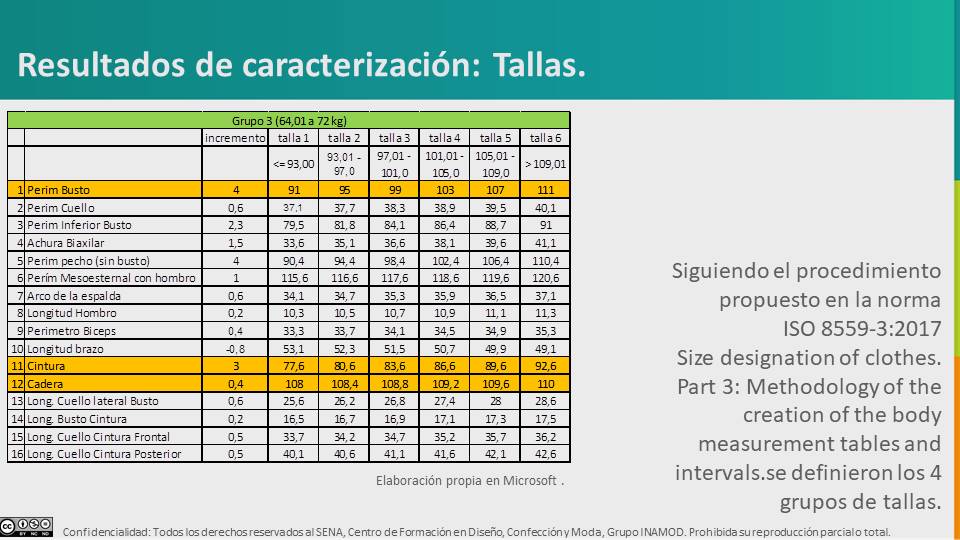 Resultados de caracterización: Tallas.
Grupo 3 (64,01 a 72 kg)
incremento talla 1 talla 2 talla 3 talla 4 talla 5 talla 6
<= 93,00 93,01 - 97,0 97,01 - 101,0 101,01 - 105,0 105,01 - 109,0 > 109,01
1 Perim Busto 4 91 95 99 103 107 111
2 Perim Cuello 0,6 37,1 37,7 38,3 38,9 39,5 40,1
3 Perim Inferior Busto 2,3 79,5 81,8 84,1 86,4 88,7 91
4 Achura Biaxilar 1,5 33,6 35,1 36,6 38,1 39,6 41,1
5 Perim pecho (sin busto) 4 90,4 94,4 98,4 102,4 106,4 110,4
6 Perím Mesoesternal con hombro 1 115,6 116,6 117,6 118,6 119,6 120,6
7 Arco de la espalda 0,6 34,1 34,7 35,3 35,9 36,5 37,1
8 Longitud Hombro 0,2 10,3 10,5 10,7 10,9 11,1 11,3
9 Perimetro Biceps 0,4 33,3 33,7 34,1 34,5 34,9 35,3
10 Longitud brazo -0,8 53,1 52,3 51,5 50,7 49,9 49,1
11 Cintura 3 77,6 80,6 83,6 86,6 89,6 92,6
12 Cadera 0,4 108 108,4 108,8 109,2 109,6 110
13 Long. Cuello lateral Busto 0,6 25,6 26,2 26,8 27,4 28 28,6
14 Long. Busto Cintura 0,2 16,5 16,7 16,9 17,1 17,3 17,5
15 Long. Cuello Cintura Frontal 0,5 33,7 34,2 34,7 35,2 35,7 36,2
16 Long. Cuello Cintura Posterior 0,5 40,1 40,6 41,1 41,6 42,1 42,6
Elaboración propia en Microsoft .
Siguiendo el procedimiento
propuesto en la norma
ISO 8559-3:2017
Size designation of clothes.
Part 3: Methodology of the
creation of the body
measurement tables and
intervals.se definieron los 4
grupos de tallas.
cc BY NC ND
Confidencialidad: Todos los derechos reservados al SENA, Centro de Formación en Diseño, Confección y Moda, Grupo INAMOD. Prohibida su reproducción parcial o total.